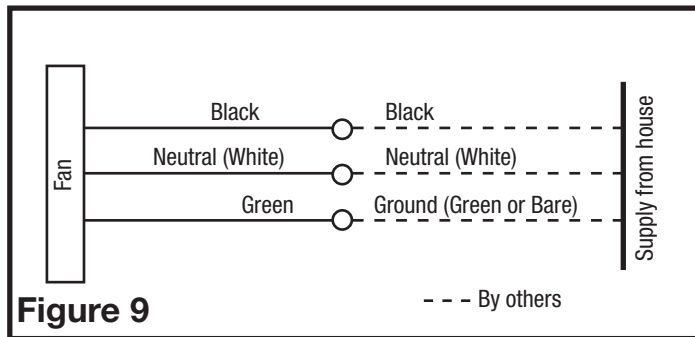 Fan
Black
Black
Neutral (White)
Neutral (White)
Green
Ground (Green or Bare)
Supply from house
- - - By others
Figure 9